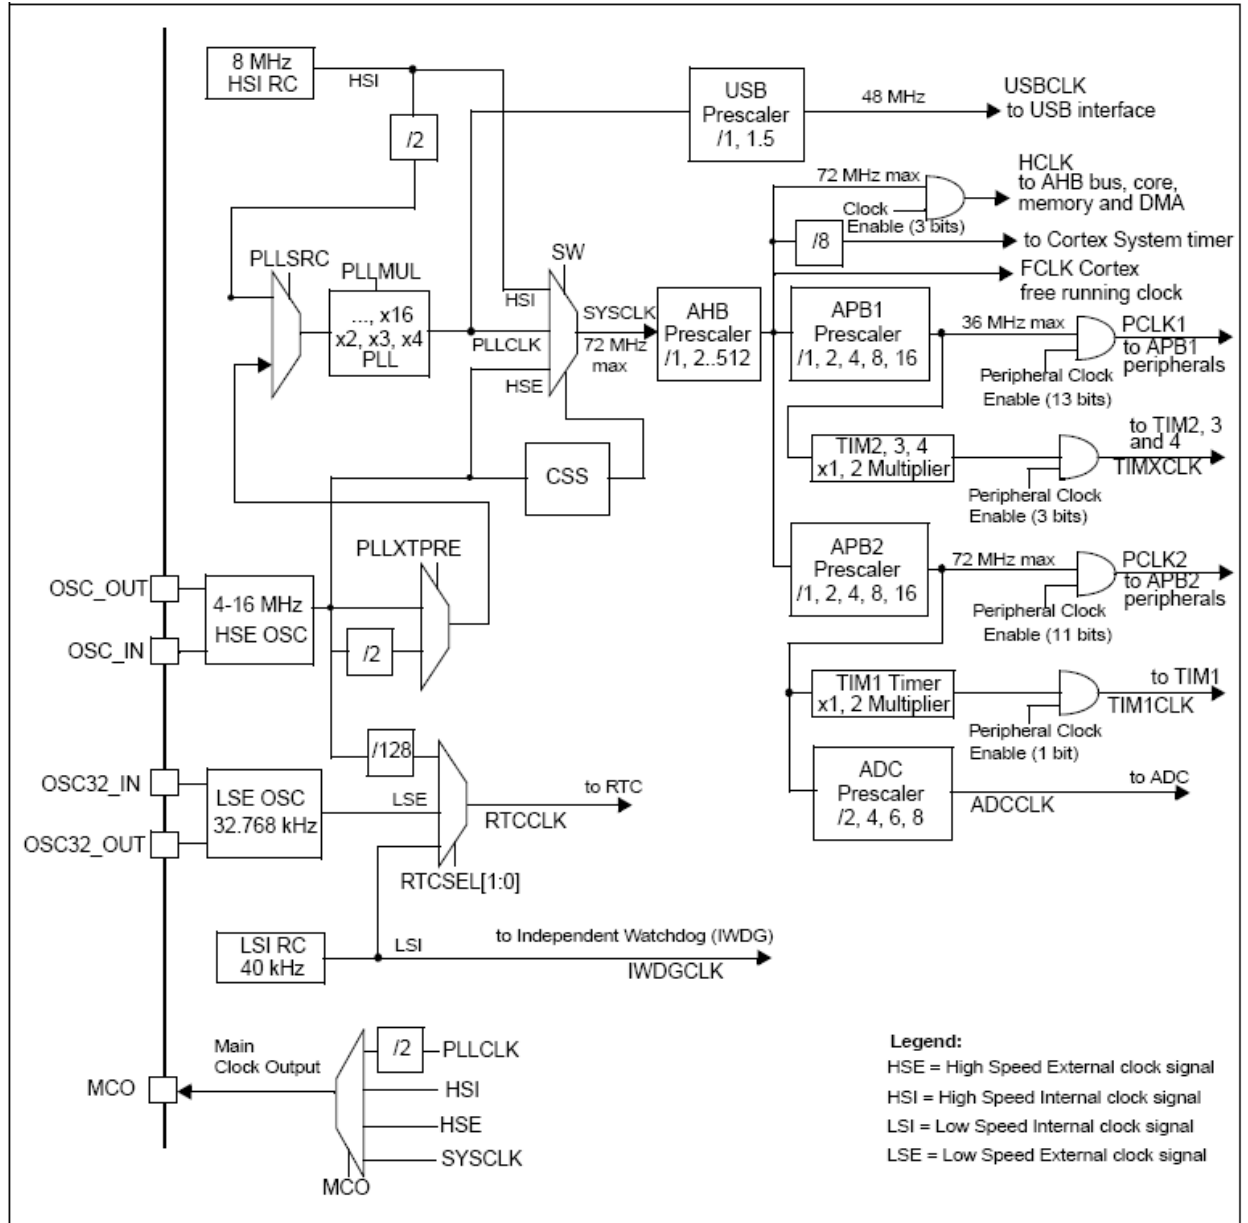 8 MHz
HSI RC
HSI
/2
USB
Prescaler
/1, 1.5
48 MHz
USBCLK
to USB interface
72 MHz max
Clock
Enable (3 bits)
HCLK
to AHB bus, core,
memory and DMA
/8
to Cortex System timer
FCLK Cortex
free running clock
PLLSRC
PLLMUL
..., x16
x2, x3, x4
PLL
SW
HSI
PLLCLK
HSE
SYSCLK
72 MHz
max
AHB
Prescaler
/1, 2..512
APB1
Prescaler
/1, 2, 4, 8, 16
36 MHz max
PCLK1
to APB1
peripherals
Peripheral Clock
Enable (13 bits)
TIM2, 3, 4
x1, 2 Multiplier
to TIM2, 3
and 4
TIMXCLK
Peripheral Clock
Enable (3 bits)
CSS
PLLXTPRE
OSC_OUT
OSC_IN
4-16 MHz
HSE OSC
/2
APB2
Prescaler
/1, 2, 4, 8, 16
72 MHz max
PCLK2
to APB2
peripherals
Peripheral Clock
Enable (11 bits)
TIM1 Timer
x1, 2 Multiplier
to TIM1
TIM1CLK
Peripheral Clock
Enable (1 bit)
/128
OSC32_IN
OSC32_OUT
LSE OSC
32.768 kHz
LSE
to RTC
RTCCLK
RTCSEL[1:0]
ADC
Prescaler
/2, 4, 6, 8
to ADC
ADCCLK
LSI RC
40 kHz
LSI
to Independent Watchdog (IWDG)
IWDGCLK
Main
Clock Output
MCO
/2
PLLCLK
HSI
HSE
SYSCLK
MCO
Legend:
HSE = High Speed External clock signal
HSI = High Speed Internal clock signal
LSI = Low Speed Internal clock signal
LSE = Low Speed External clock signal